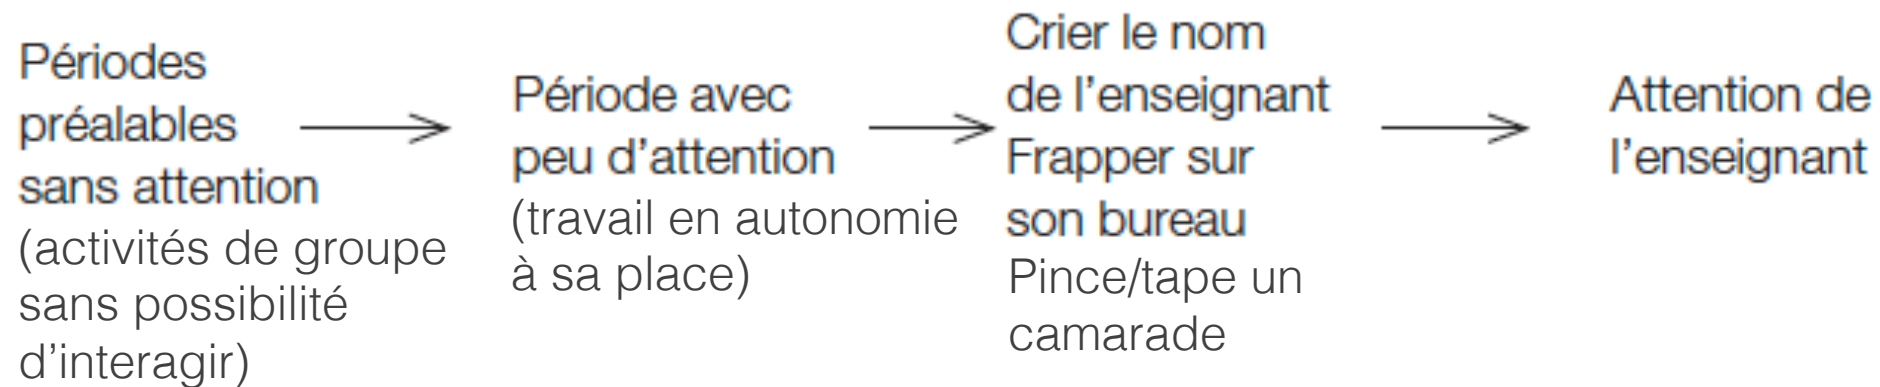 Périodes
préalables
sans attention
(activités de groupe
sans possibilité
d'interagir)
Période avec
peu d'attention
(travail en autonomie
à sa place)
Crier le nom
de l'enseignant
Frapper sur
son bureau
Pince/tape un
camarade
Attention de
l'enseignant